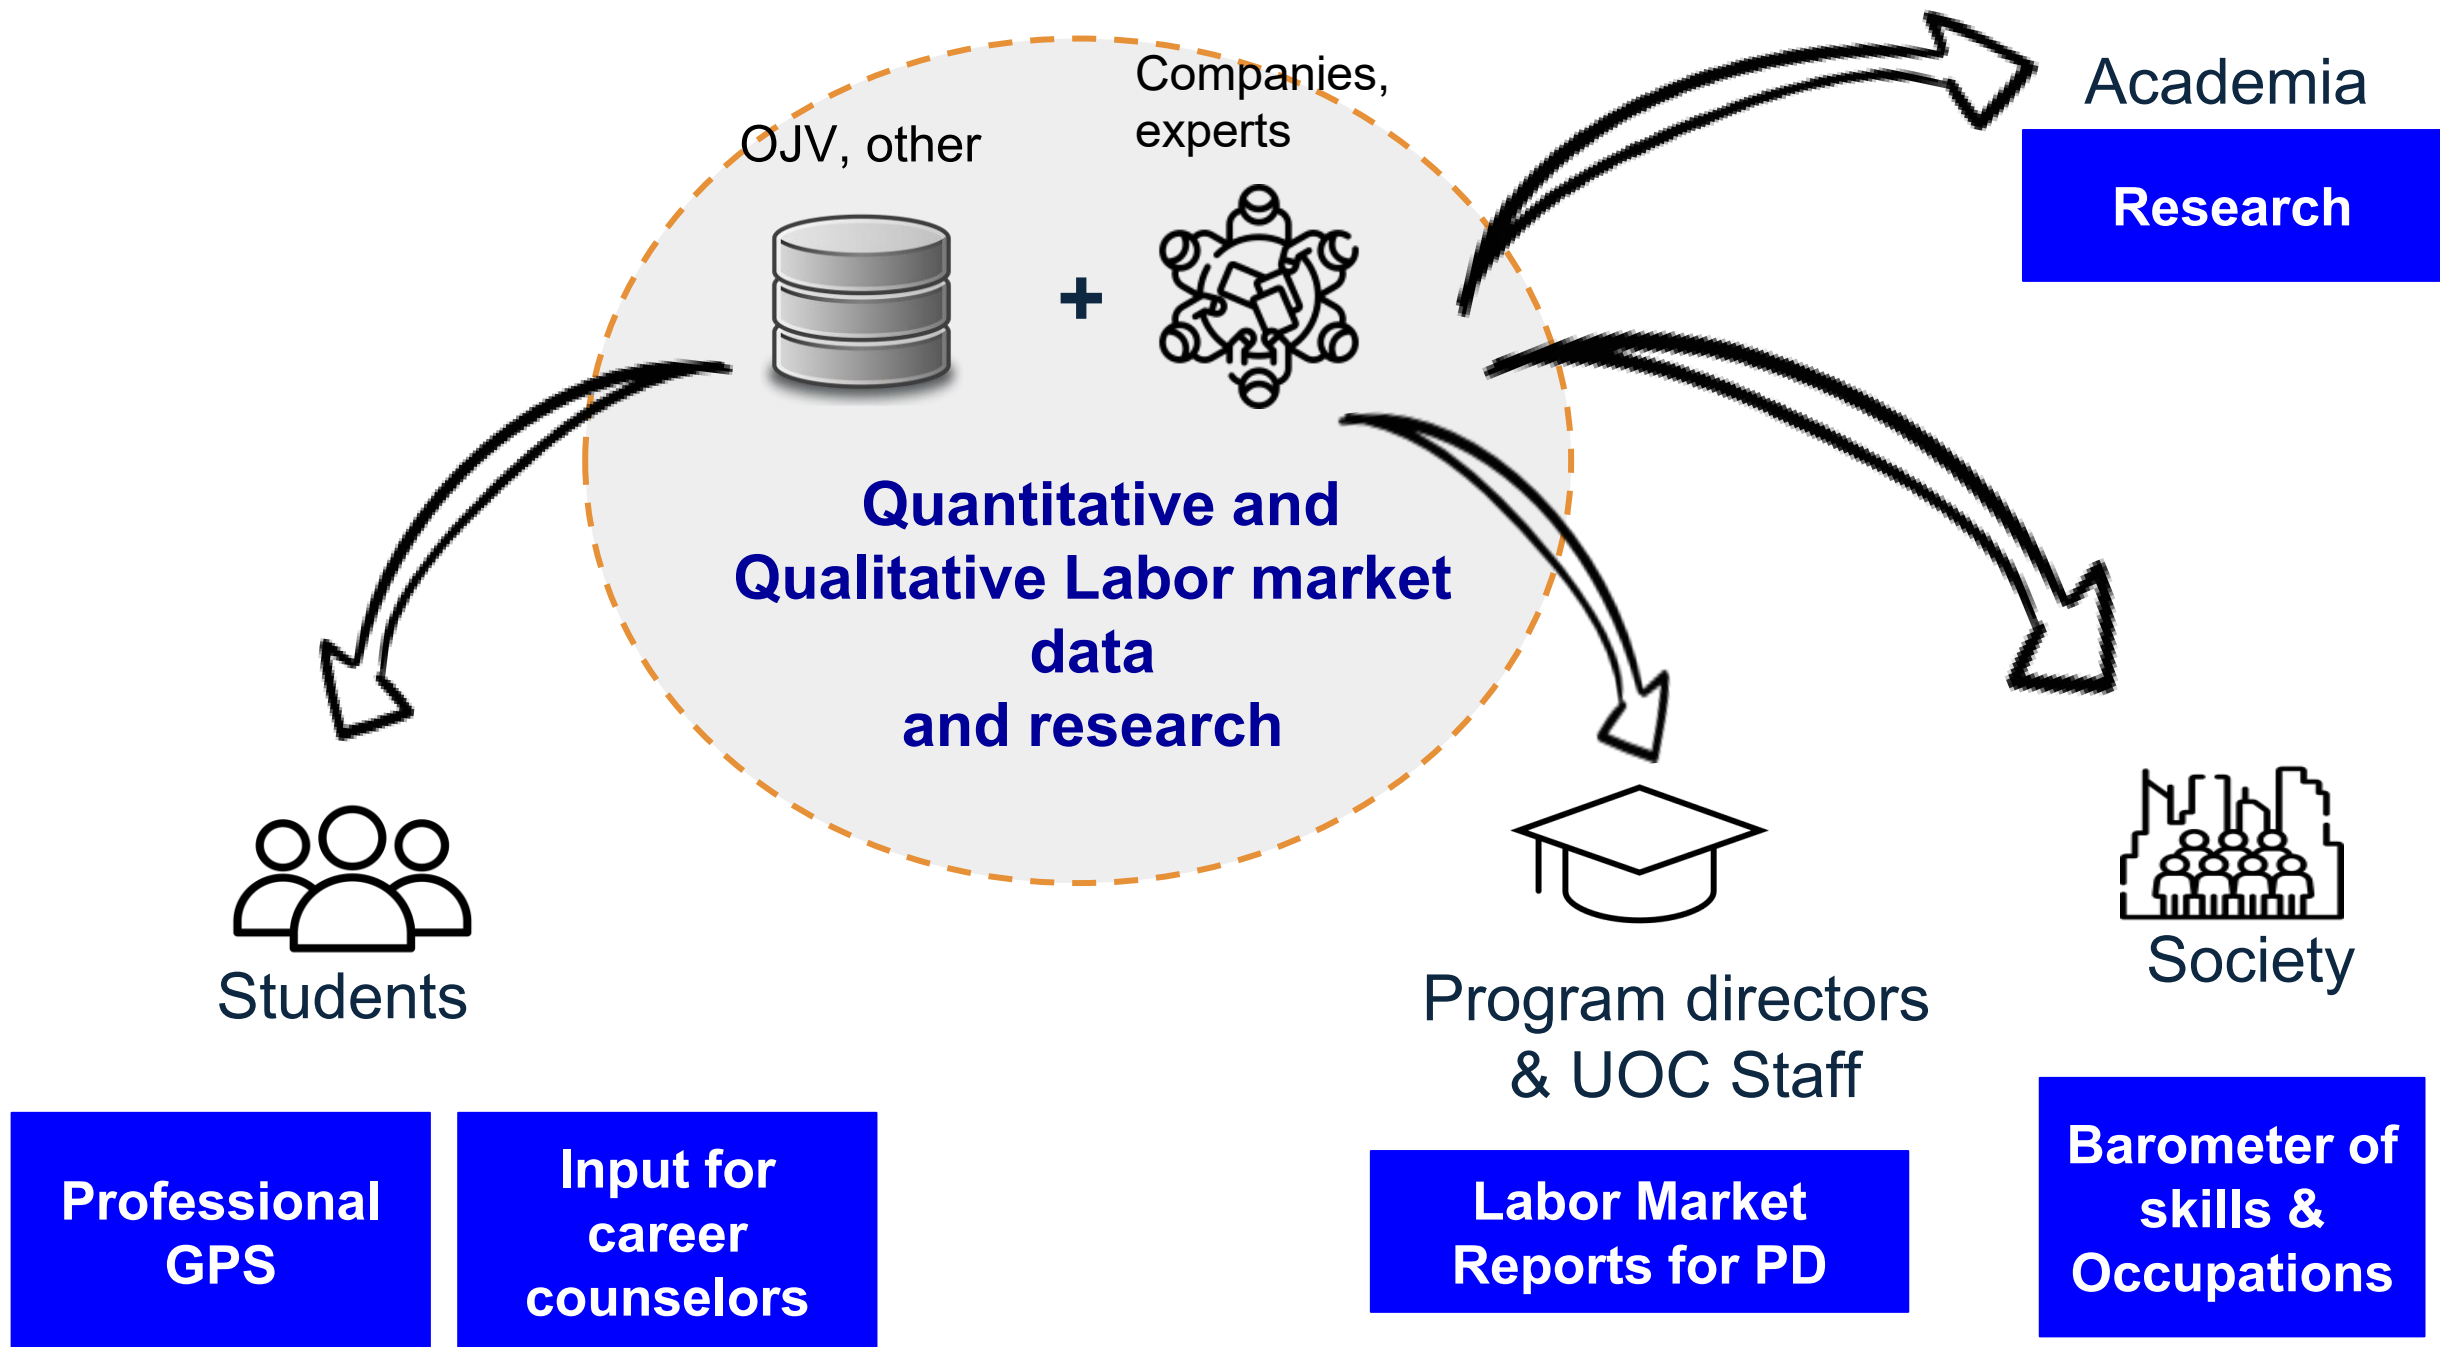 Companies,
experts
OJV, other
+
Academia
Research
Quantitative and
Qualitative Labor market
data
and research
Students
Professional
GPS
Input for
career
counselors
Program directors
& UOC Staff
Labor Market
Reports for PD
Society
Barometer of
skills &
Occupations